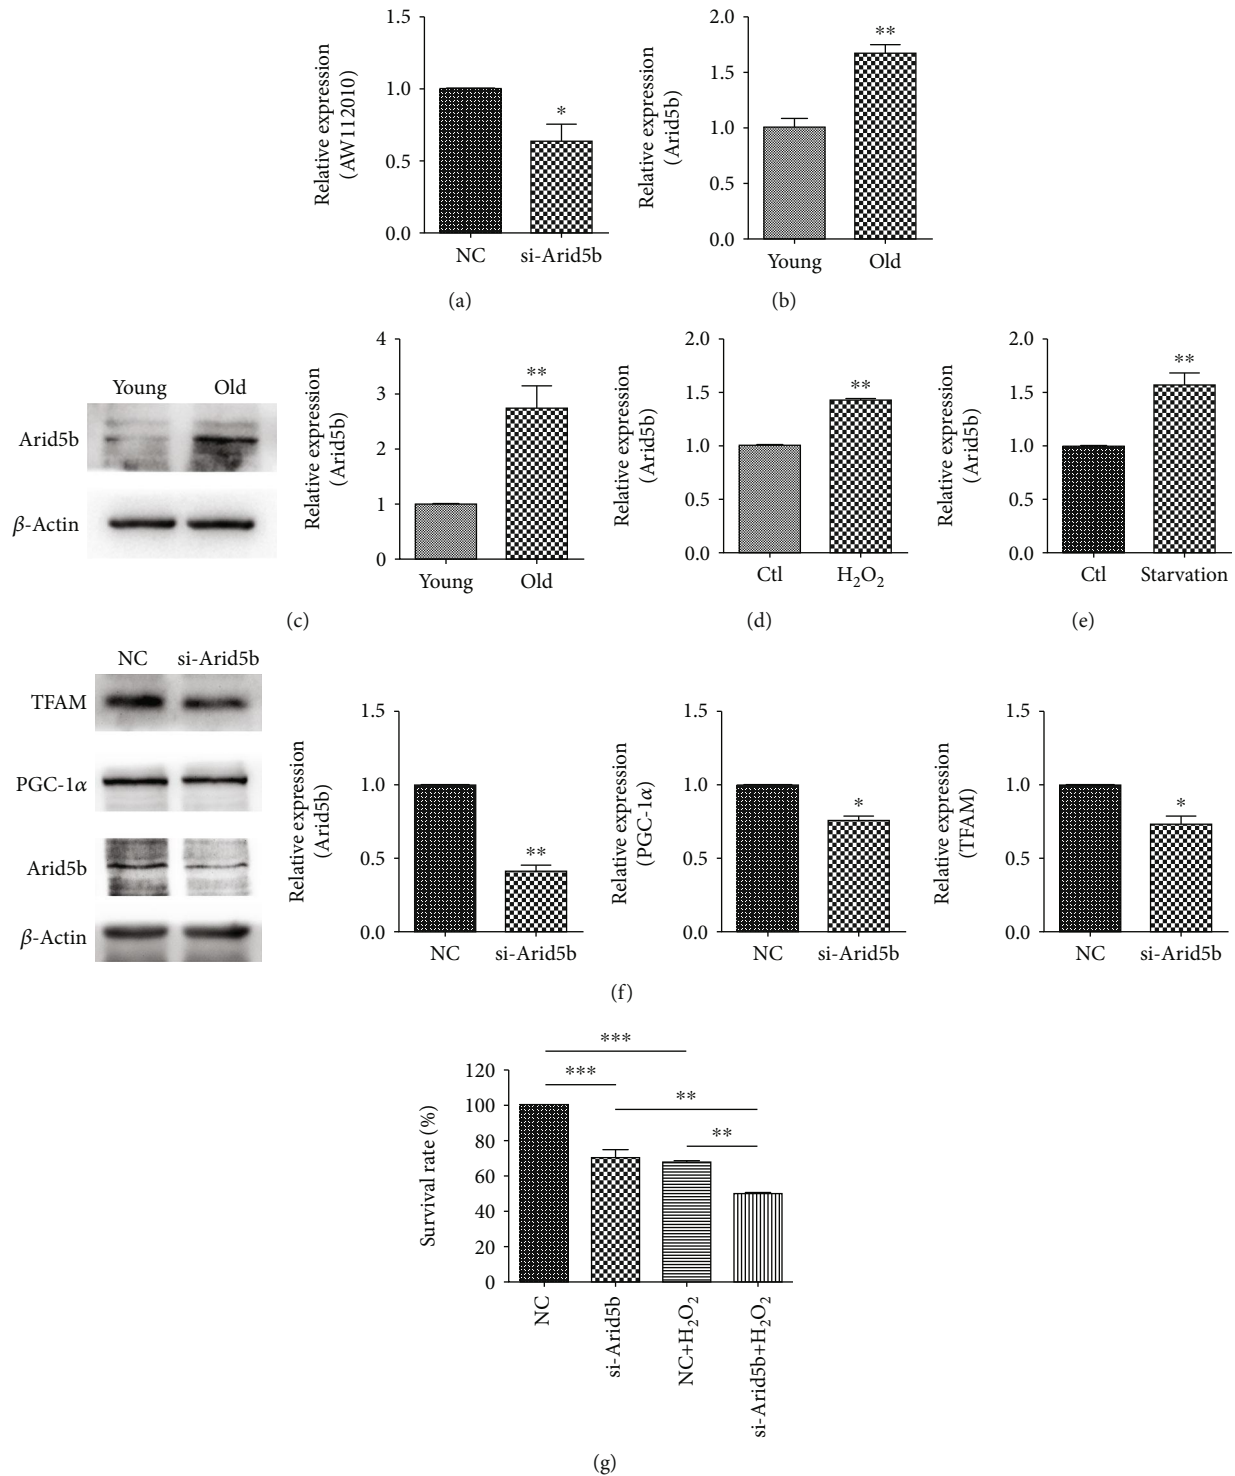 Relative expression
(AW112010)
1.5
1.0
0.5
0.0
*
NC
si-Arid5b
(a)
Relative expression
(Arid5b)
2.0
1.5
1.0
0.5
0.0
**
Young
Old
(b)
Young
Old
Arid5b
β-Actin
Relative expression
(Arid5b)
4
3
2
1
0
**
Young
Old
(c)
Relative expression
(Arid5b)
2.0
1.5
1.0
0.5
0.0
**
Ctl
H₂O₂
(d)
Relative expression
(Arid5b)
2.0
1.5
1.0
0.5
0.0
**
Ctl
Starvation
(e)
NC
si-Arid5b
TFAM
PGC-1α
Arid5b
β-Actin
Relative expression
(Arid5b)
1.5
1.0
0.5
0.0
**
NC
si-Arid5b
Relative expression
(PGC-1α)
1.5
1.0
0.5
0.0
*
NC
si-Arid5b
Relative expression
(TFAM)
1.5
1.0
0.5
0.0
*
NC
si-Arid5b
(f)
Survival rate (%)
120
100
80
60
40
20
0
***
***
**
**
NC
si-Arid5b
NC+H₂O₂
si-Arid5b+H₂O₂
(g)